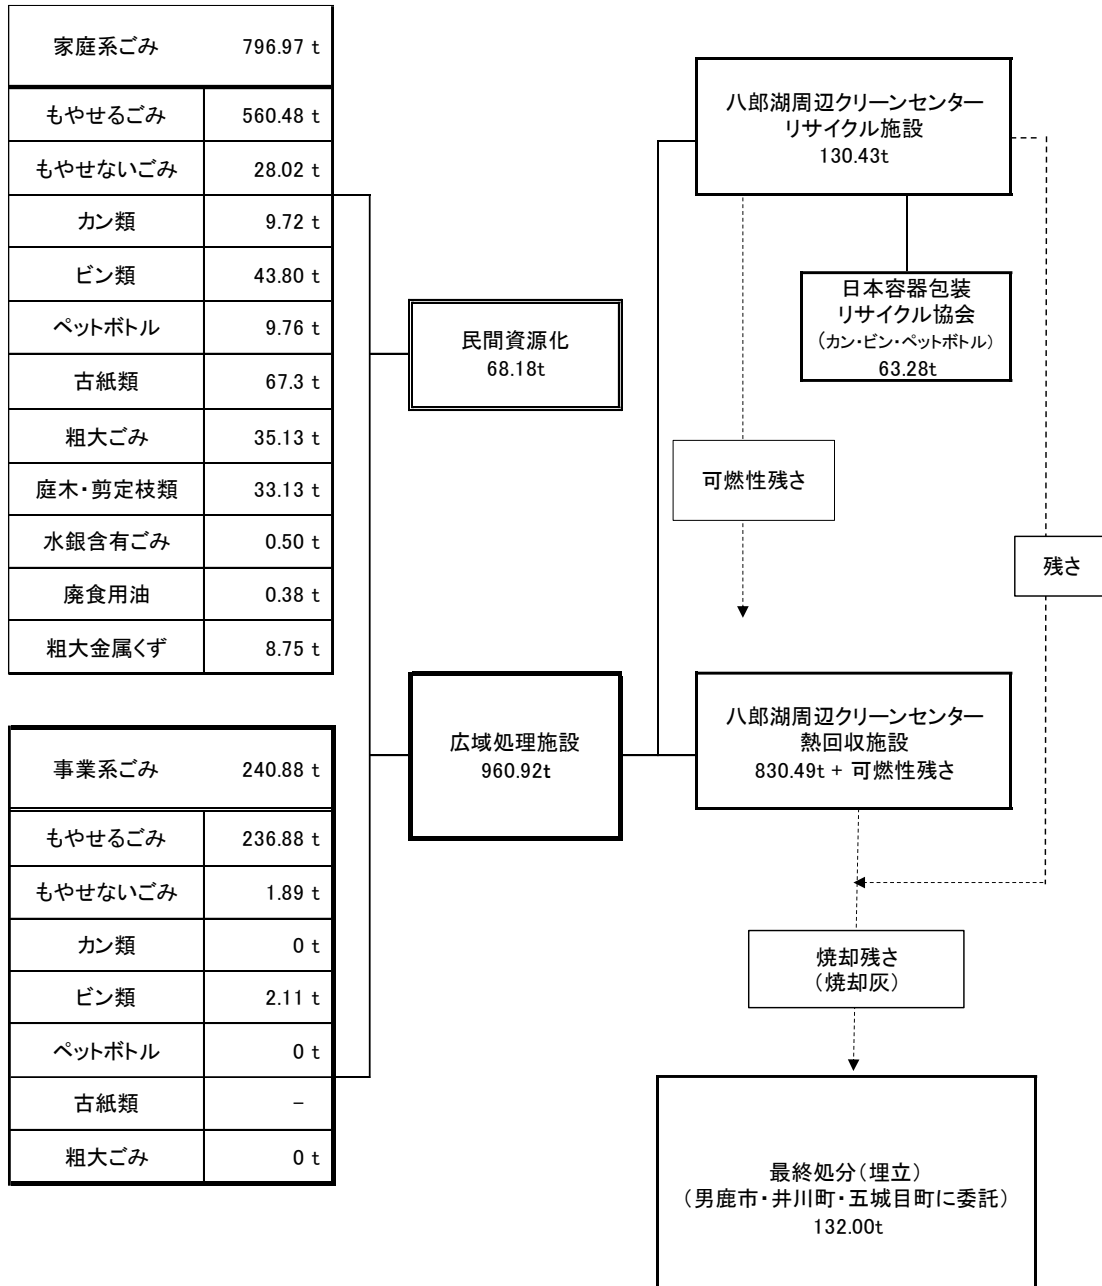 家庭系ごみ 796.97 t
もやせるごみ 560.48 t
もやせないごみ 28.02 t
カン類 9.72 t
ビン類 43.80 t
ペットボトル 9.76 t
古紙類 67.3 t
粗大ごみ 35.13 t
庭木・剪定枝類 33.13 t
水銀含有ごみ 0.50 t
廃食用油 0.38 t
粗大金属くず 8.75 t
事業系ごみ 240.88 t
もやせるごみ 236.88 t
もやせないごみ 1.89 t
カン類 0 t
ビン類 2.11 t
ペットボトル 0 t
古紙類 −
粗大ごみ 0 t
民間資源化
68.18t
広域処理施設
960.92t
八郎湖周辺クリーンセンター
リサイクル施設
130.43t
日本容器包装
リサイクル協会
(カン・ビン・ペットボトル)
63.28t
可燃性残さ
残さ
八郎湖周辺クリーンセンター
熱回収施設
830.49t + 可燃性残さ
焼却残さ
(焼却灰)
最終処分(埋立)
(男鹿市・井川町・五城目町に委託)
132.00t